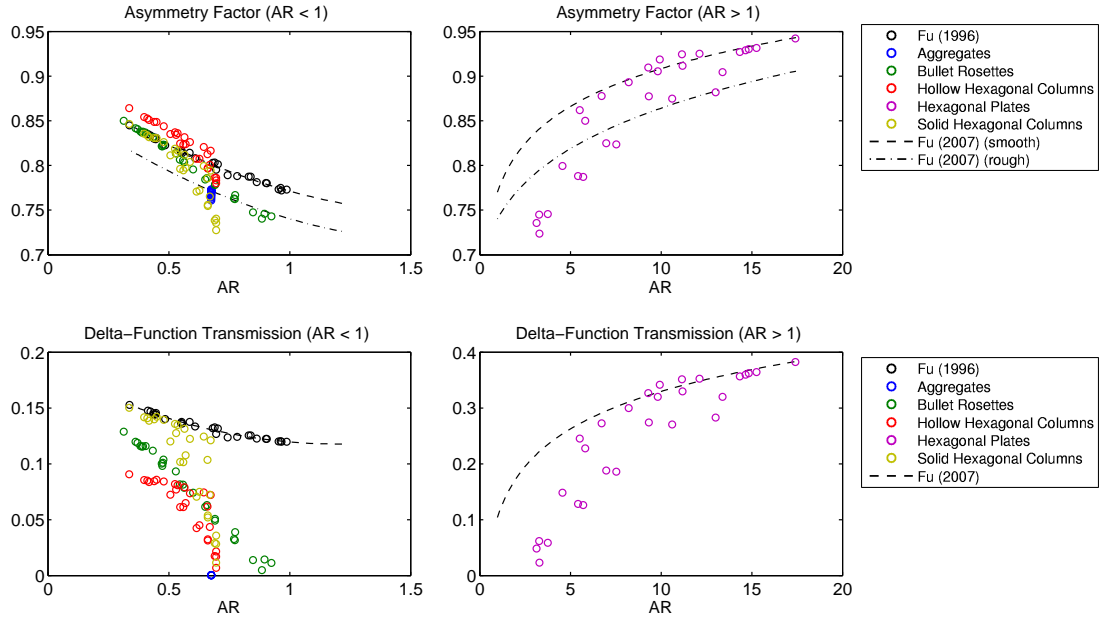 Asymmetry Factor (AR < 1)
0.95
0.9
0.85
0.8
0.75
0.7
0
0.5
1
1.5
AR
Asymmetry Factor (AR > 1)
0.95
0.9
0.85
0.8
0.75
0.7
0
5
10
15
20
AR
Fu (1996)
Aggregates
Bullet Rosettes
Hollow Hexagonal Columns
Hexagonal Plates
Solid Hexagonal Columns
Fu (2007) (smooth)
Fu (2007) (rough)
Delta−Function Transmission (AR < 1)
0.2
0.15
0.1
0.05
0
0
0.5
1
1.5
AR
Delta−Function Transmission (AR > 1)
0.4
0.3
0.2
0.1
0
0
5
10
15
20
AR
Fu (1996)
Aggregates
Bullet Rosettes
Hollow Hexagonal Columns
Hexagonal Plates
Solid Hexagonal Columns
Fu (2007)